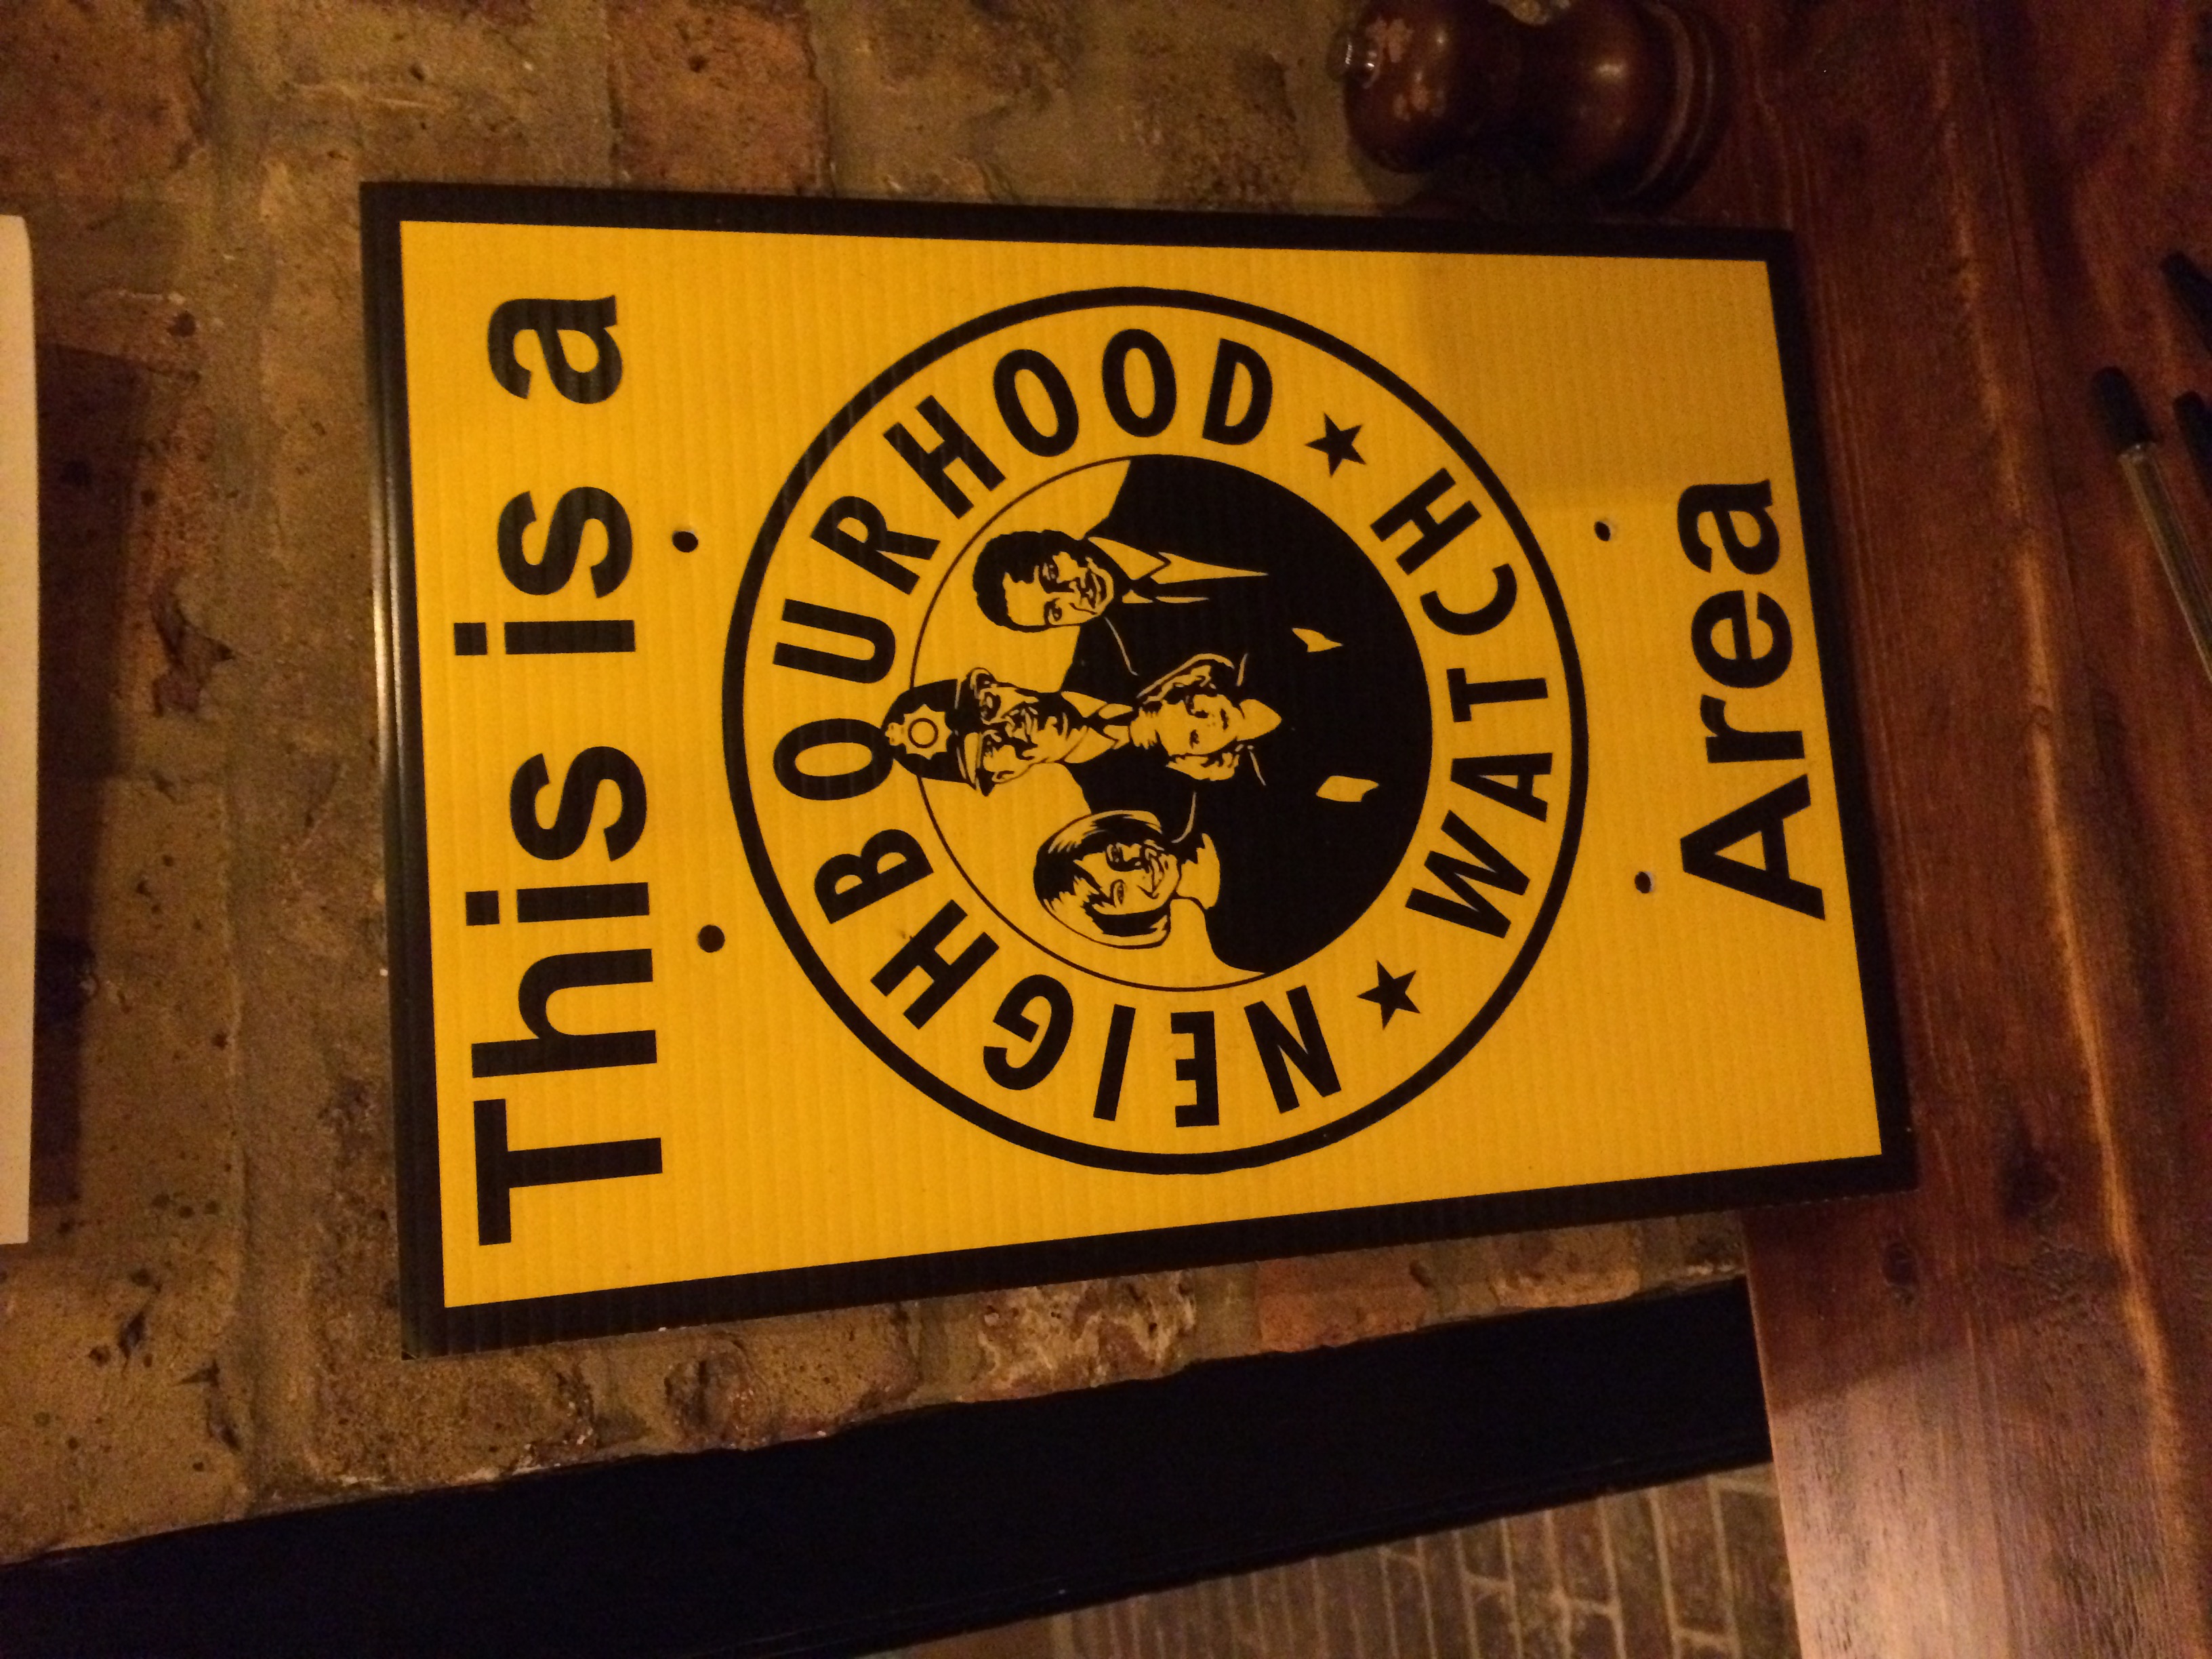 This is a
NEIGHBOURHOOD
★ WATCH ★
Area